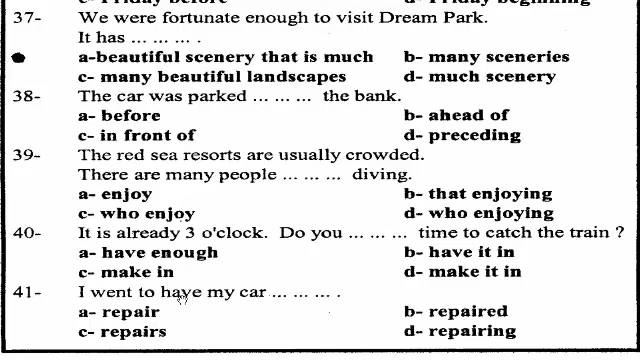 c- Friday before d- Friday beginning
37- We were fortunate enough to visit Dream Park.
It has ... ... ... .
a-beautiful scenery that is much b- many sceneries
c- many beautiful landscapes d- much scenery
38- The car was parked ... ... ... the bank.
a- before b- ahead of
c- in front of d- preceding
39- The red sea resorts are usually crowded.
There are many people ... ... ... diving.
a- enjoy b- that enjoying
c- who enjoy d- who enjoying
40- It is already 3 o'clock. Do you ... ... ... time to catch the train ?
a- have enough b- have it in
c- make in d- make it in
41- I went to have my car ... ... ... .
a- repair b- repaired
c- repairs d- repairing